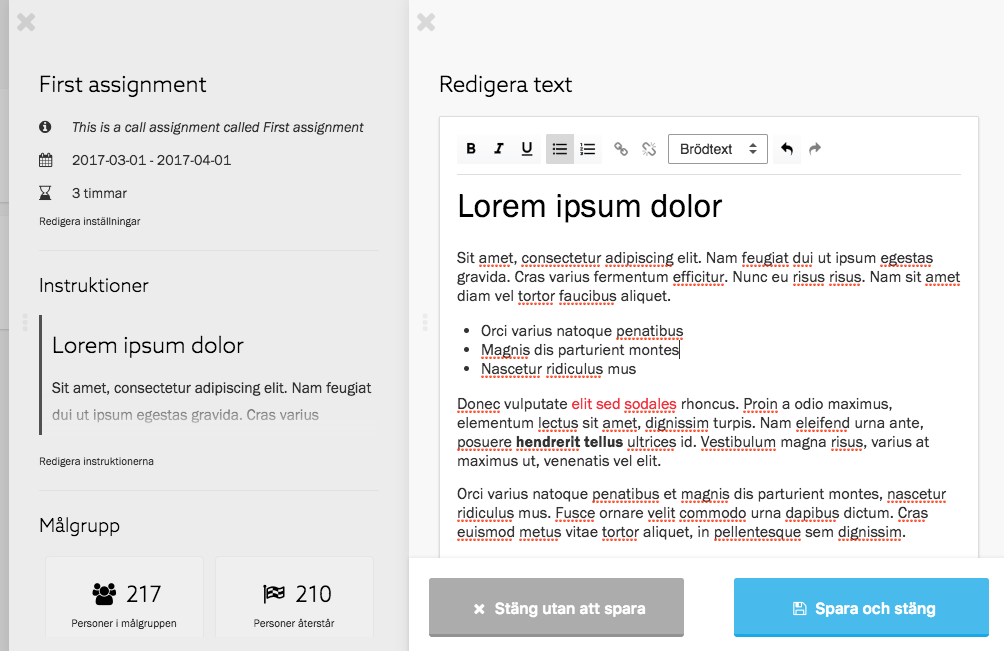 First assignment
This is a call assignment called First assignment
2017-03-01 - 2017-04-01
3 timmar
Redigera inställningar
Instruktioner
Lorem ipsum dolor
Sit amet, consectetur adipiscing elit. Nam feugiat
dui ut ipsum egestas gravida. Cras varius
Redigera instruktionerna
Målgrupp
217
Personer i målgruppen
210
Personer återstår
Redigera text
B I U Brödtext
Lorem ipsum dolor
Sit amet, consectetur adipiscing elit. Nam feugiat dui ut ipsum egestas
gravida. Cras varius fermentum efficitur. Nunc eu risus risus. Nam sit amet
diam vel tortor faucibus aliquet.
• Orci varius natoque penatibus
• Magnis dis parturient montes
• Nascetur ridiculus mus
Donec vulputate elit sed sodales rhoncus. Proin a odio maximus,
elementum lectus sit amet, dignissim turpis. Nam eleifend urna ante,
posuere hendrerit tellus ultrices id. Vestibulum magna risus, varius at
maximus ut, venenatis vel elit.
Orci varius natoque penatibus et magnis dis parturient montes, nascetur
ridiculus mus. Fusce ornare velit commodo urna dapibus dictum. Cras
euismod metus vitae tortor aliquet, in pellentesque sem dignissim.
Stäng utan att spara
Spara och stäng